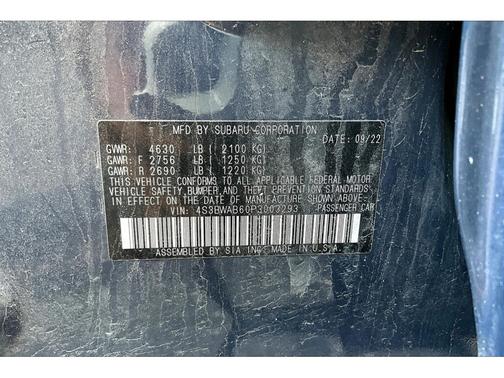 MFD BY SUBARU CORPORATION
DATE: 09/22
GVWR: 4630 LB ( 2100 KG)
GAWR: F 2756 LB ( 1250 KG)
GAWR: R 2690 LB ( 1220 KG)
THIS VEHICLE CONFORMS TO ALL APPLICABLE FEDERAL MOTOR
VEHICLE SAFETY, BUMPER, AND THEFT PREVENTION STANDARDS
IN EFFECT ON THE DATE OF MANUFACTURE SHOWN ABOVE.
VIN: 4S3BWAB60P3003293 PASSENGER CAR
ASSEMBLED BY SIA INC. MADE IN U.S.A.